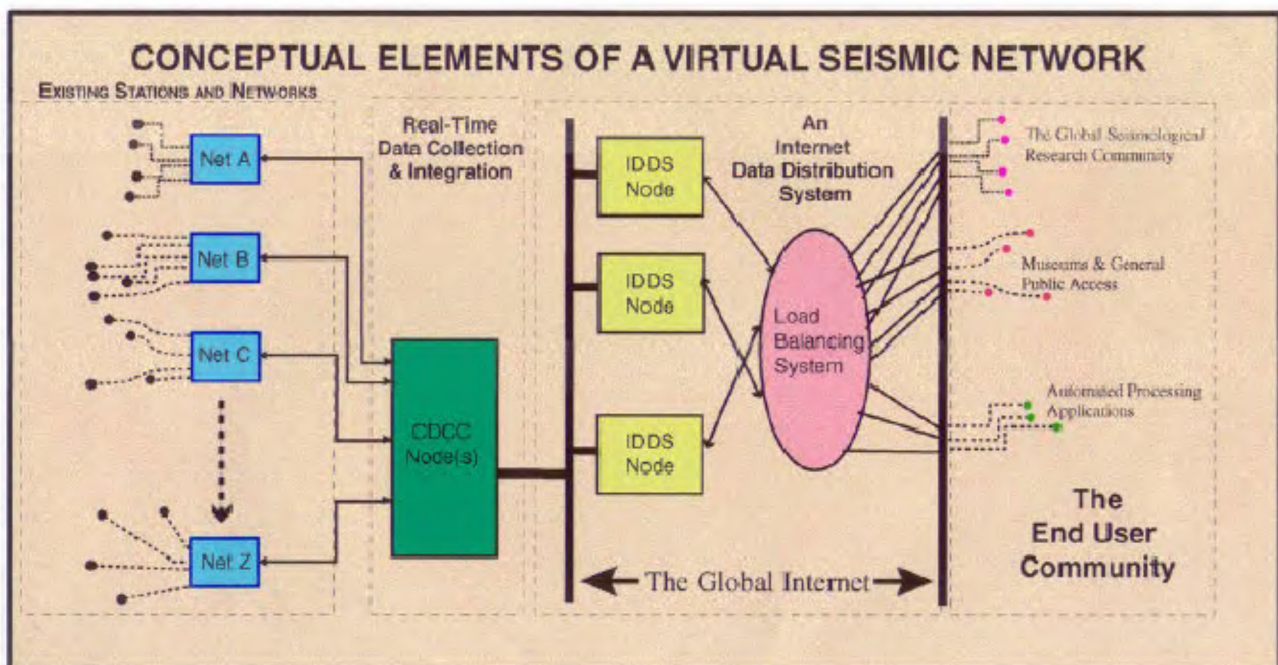 CONCEPTUAL ELEMENTS OF A VIRTUAL SEISMIC NETWORK
EXISTING STATIONS AND NETWORKS
Net A
Net B
Net C
Net Z
Real-Time
Data Collection
& Integration
CDCC
Node(s)
IDDS
Node
IDDS
Node
IDDS
Node
An
Internet
Data Distribution
System
Load
Balancing
System
The Global Internet
The Global Seismological
Research Community
Museums & General
Public Access
Automated Processing
Applications
The
End User
Community